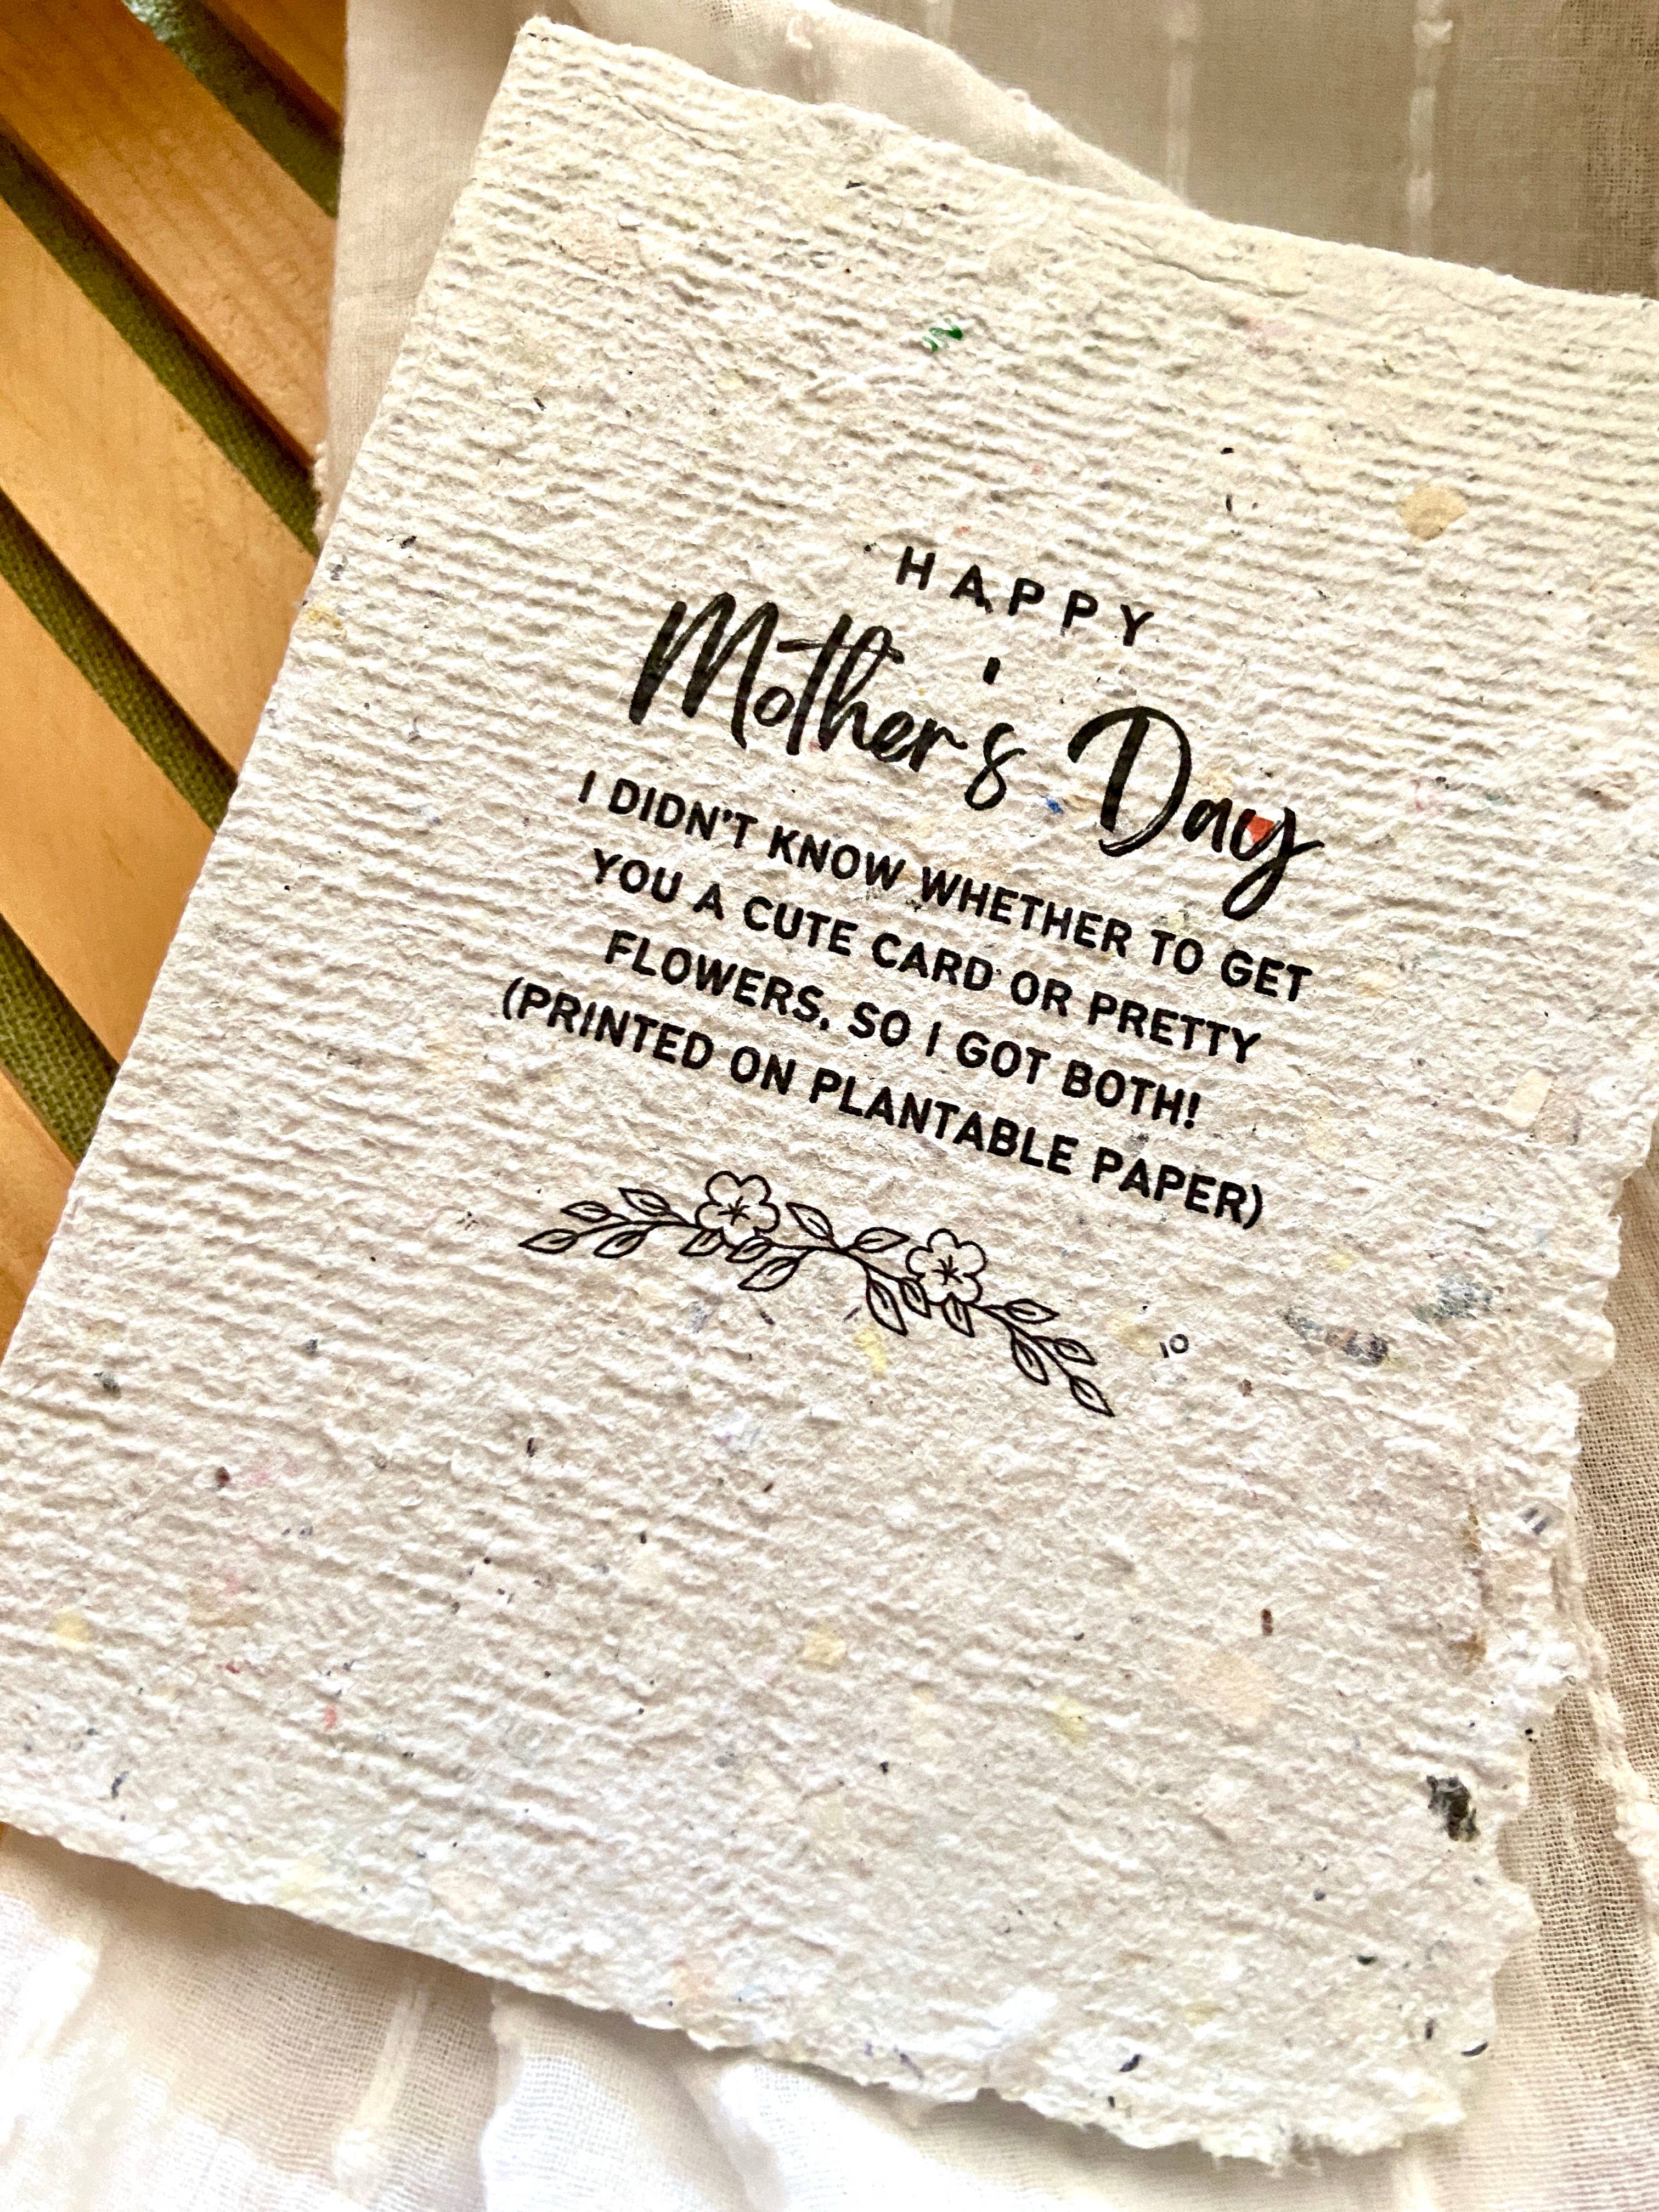 HAPPY
Mother's Day
I DIDN'T KNOW WHETHER TO GET
YOU A CUTE CARD OR PRETTY
FLOWERS, SO I GOT BOTH!
(PRINTED ON PLANTABLE PAPER)
10